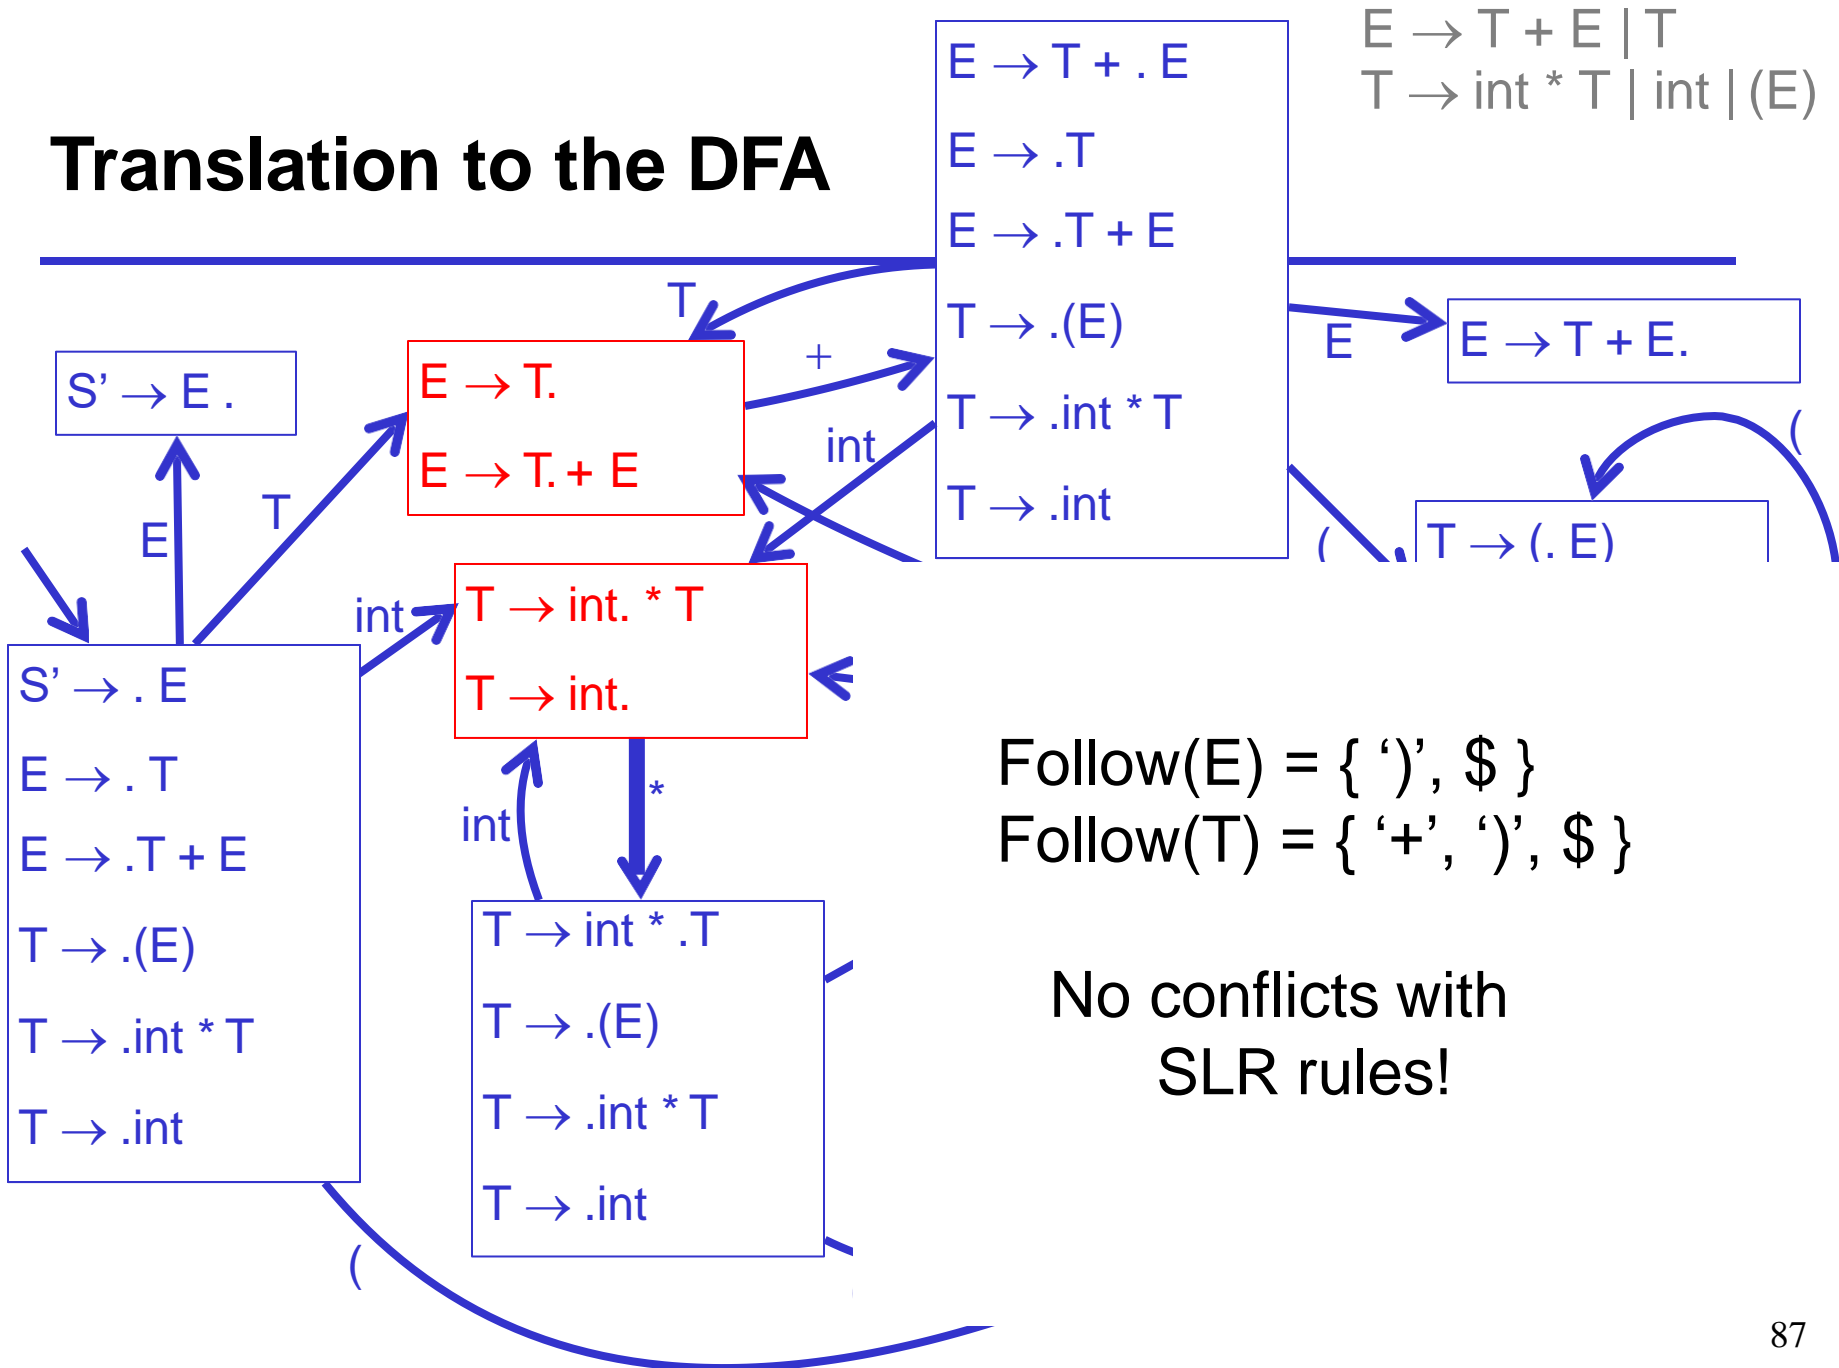 E → T + E | T
T → int * T | int | (E)
Translation to the DFA
E → T + . E
E → .T
E → .T + E
T → .(E)
T → .int * T
T → .int
T
+
E
E → T + E.
S’ → E .
E → T.
E → T. + E
int
(
(
T → (. E)
E
T
int
T → int. * T
T → int.
S’ → . E
E → . T
E → .T + E
T → .(E)
T → .int * T
T → .int
int
*
T → int * .T
T → .(E)
T → .int * T
T → .int
(
Follow(E) = { ‘)’, $ }
Follow(T) = { ‘+’, ‘)’, $ }
No conflicts with
SLR rules!
87